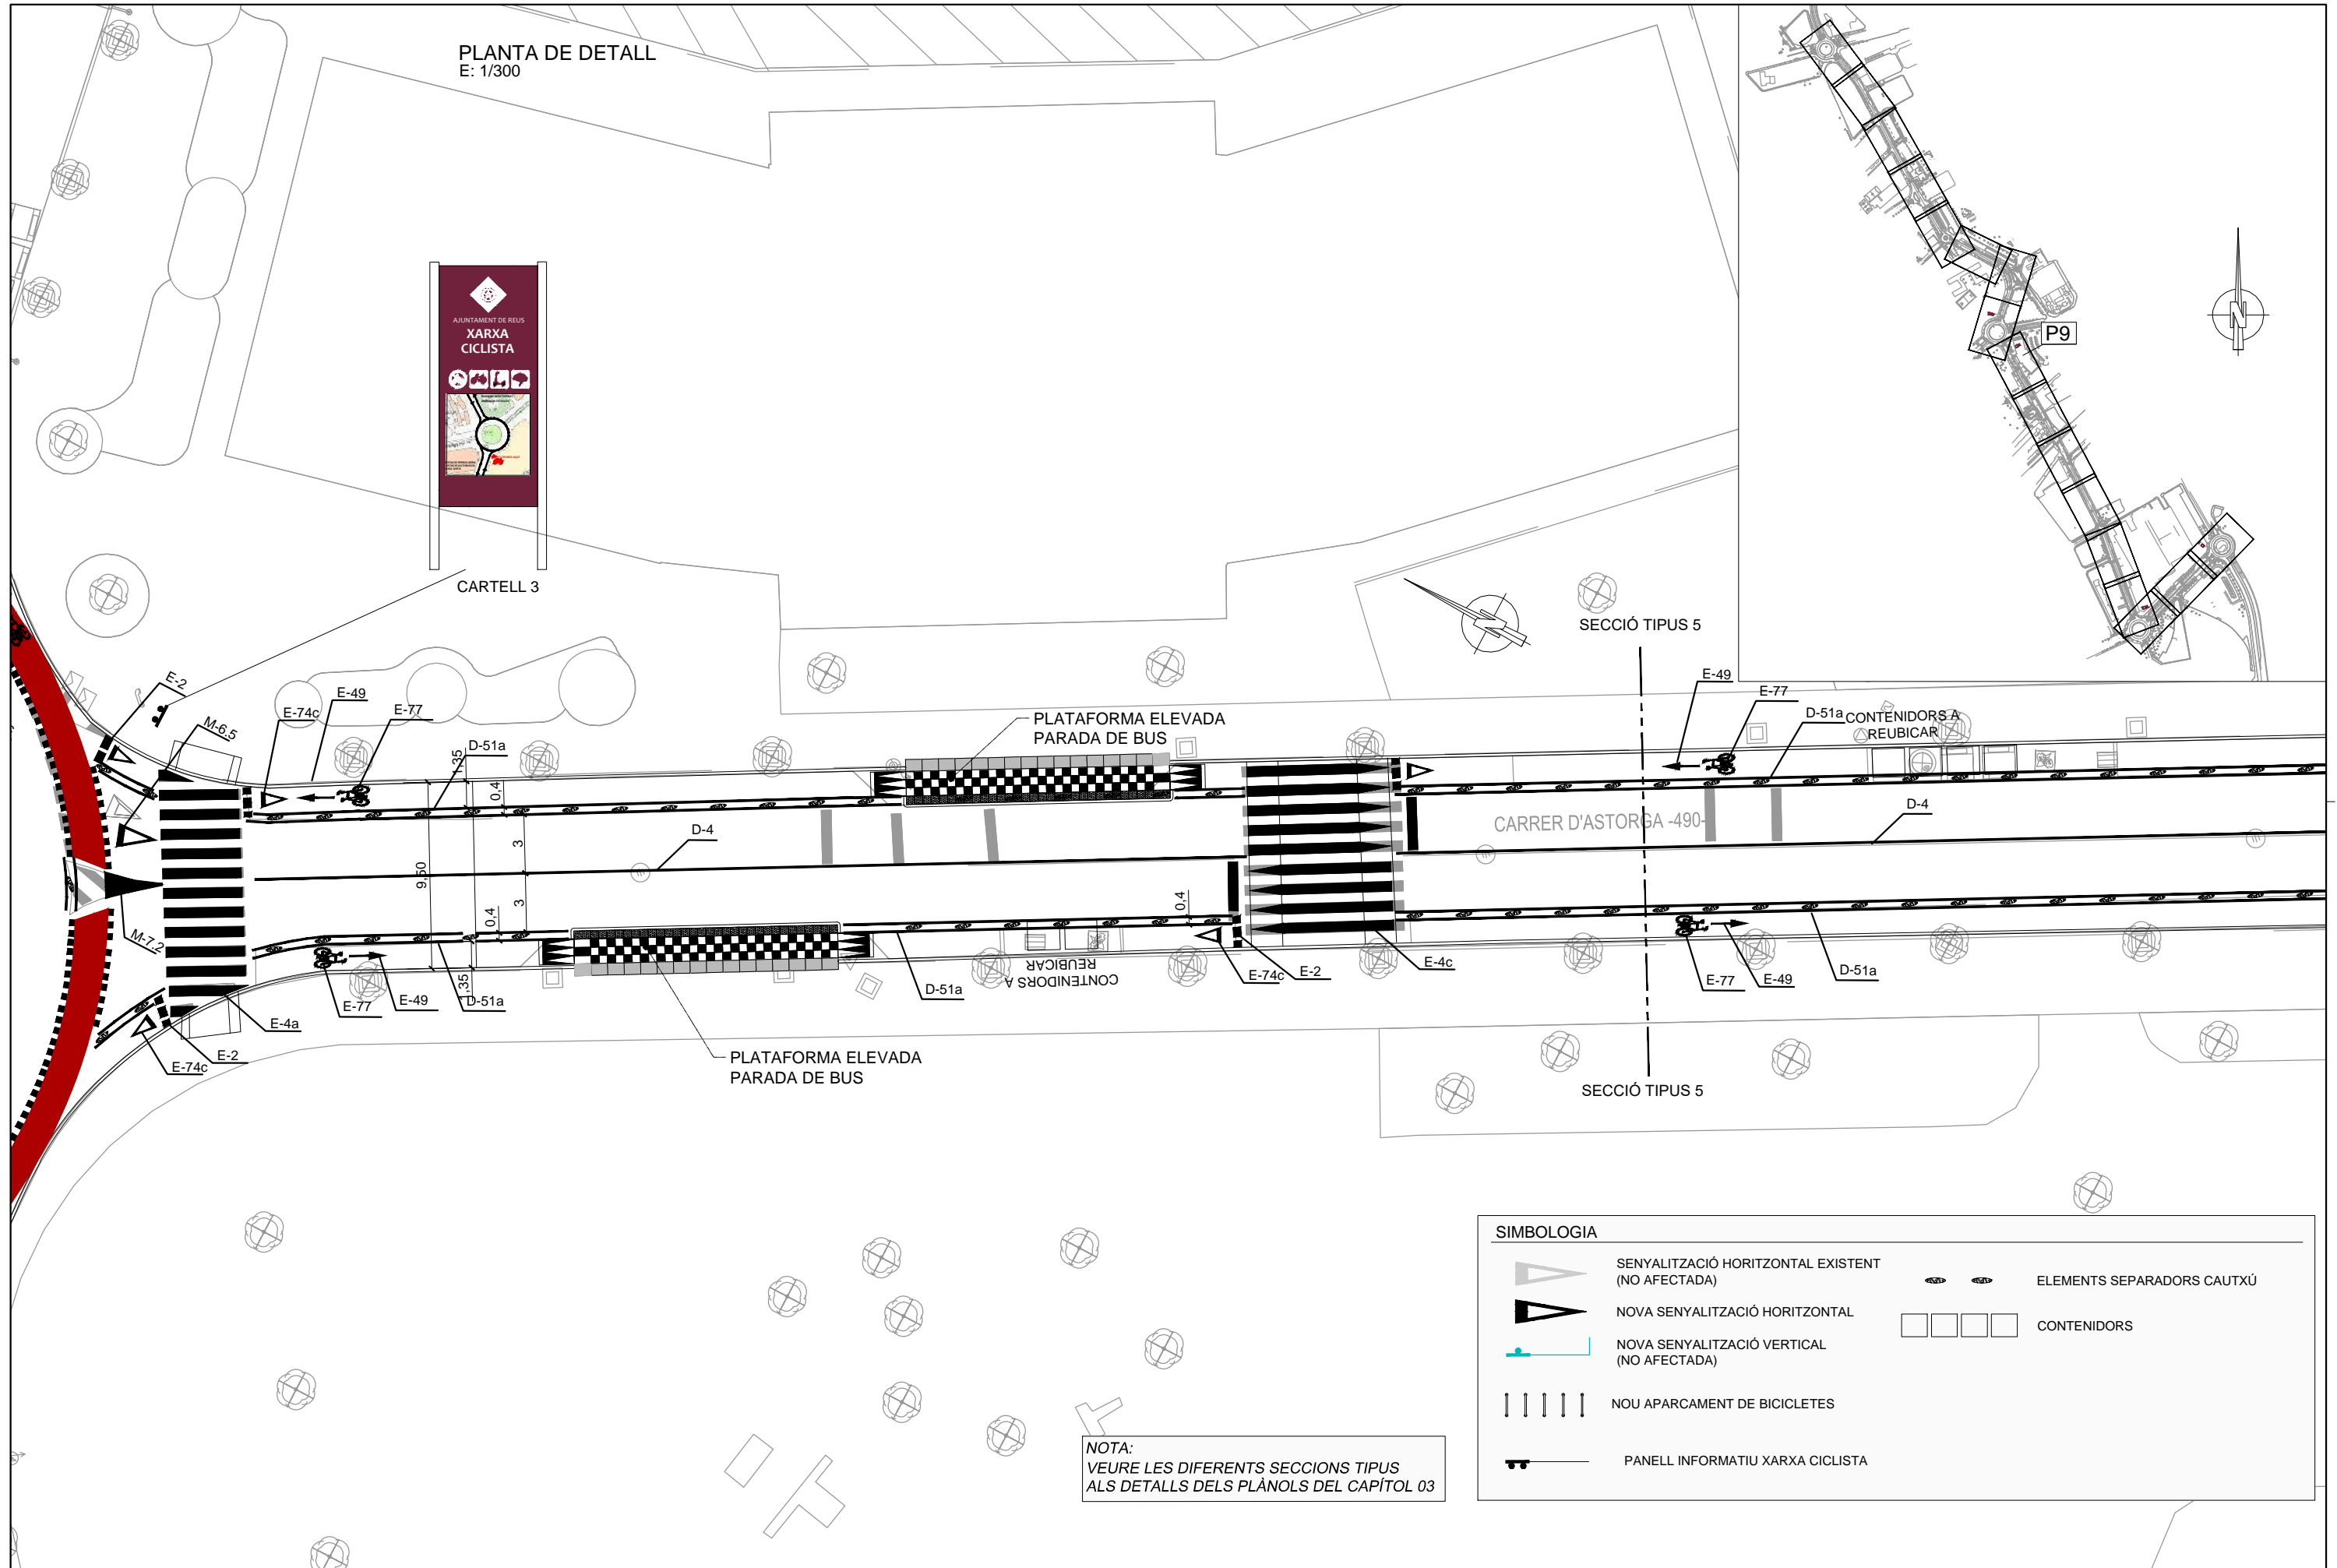 PLANTA DE DETALL
E: 1/300
AJUNTAMENT DE REUS
XARXA
CICLISTA
CARTELL 3
P9
N
N
SECCIÓ TIPUS 5
E-2
M-6.5
E-74c
E-49
E-77
D-51a
1,35
0,4
PLATAFORMA ELEVADA
PARADA DE BUS
E-49
E-77
D-51a
CONTENIDORS A
REUBICAR
D-4
D-4
CARRER D'ASTORGA -490-
9,50
3
3
0,4
0,4
1,35
M-7.2
E-77
E-49
D-51a
E-4a
E-2
E-74c
D-51a
CONTENIDORS A
REUBICAR
E-74c
E-2
E-4c
E-77
E-49
D-51a
PLATAFORMA ELEVADA
PARADA DE BUS
SECCIÓ TIPUS 5
SIMBOLOGIA
SENYALITZACIÓ HORITZONTAL EXISTENT
(NO AFECTADA)
NOVA SENYALITZACIÓ HORITZONTAL
NOVA SENYALITZACIÓ VERTICAL
(NO AFECTADA)
NOU APARCAMENT DE BICICLETES
PANELL INFORMATIU XARXA CICLISTA
ELEMENTS SEPARADORS CAUTXÚ
CONTENIDORS
NOTA:
VEURE LES DIFERENTS SECCIONS TIPUS
ALS DETALLS DELS PLÀNOLS DEL CAPÍTOL 03